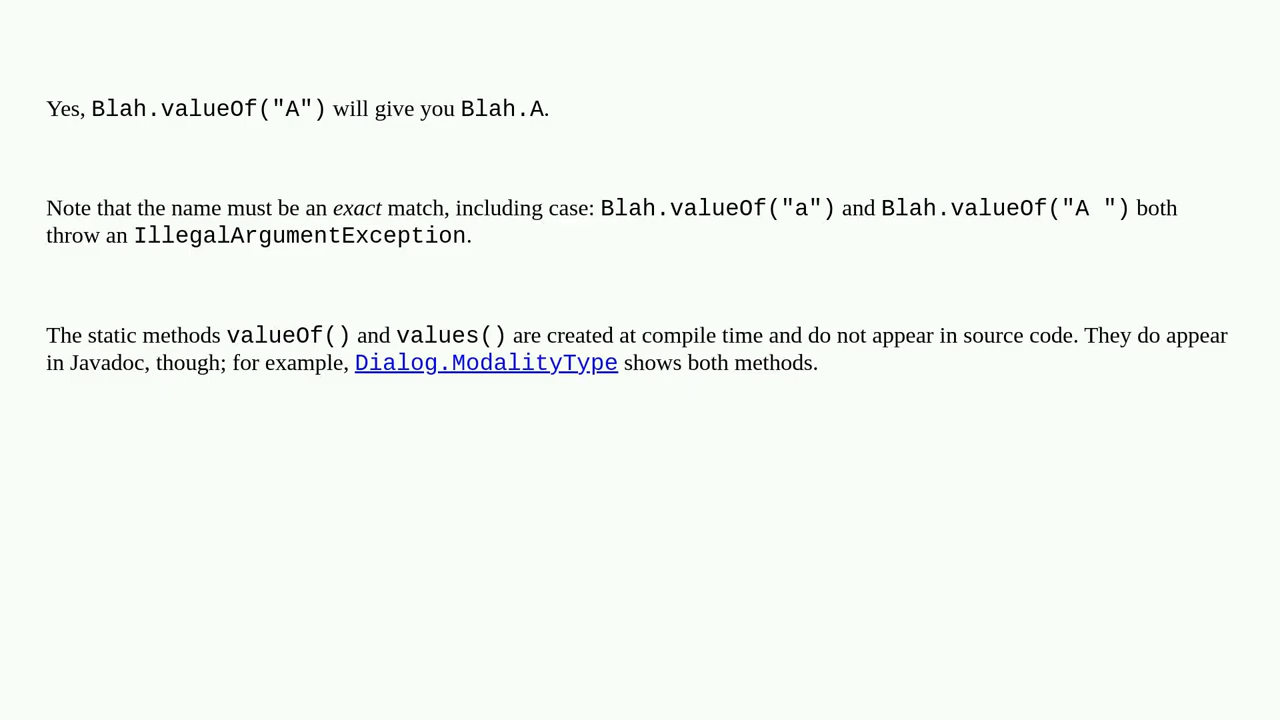 Yes, Blah.valueOf("A") will give you Blah.A.
Note that the name must be an exact match, including case: Blah.valueOf("a") and Blah.valueOf("A ") both
throw an IllegalArgumentException.
The static methods valueOf() and values() are created at compile time and do not appear in source code. They do appear
in Javadoc, though; for example, Dialog.ModalityType shows both methods.